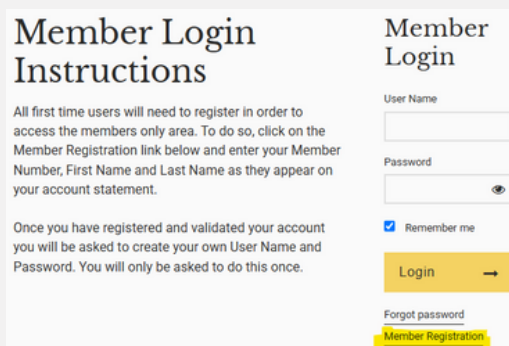 Member Login
Instructions
All first time users will need to register in order to
access the members only area. To do so, click on the
Member Registration link below and enter your Member
Number, First Name and Last Name as they appear on
your account statement.
Once you have registered and validated your account
you will be asked to create your own User Name and
Password. You will only be asked to do this once.
Member
Login
User Name
Password
Remember me
Login →
Forgot password
Member Registration